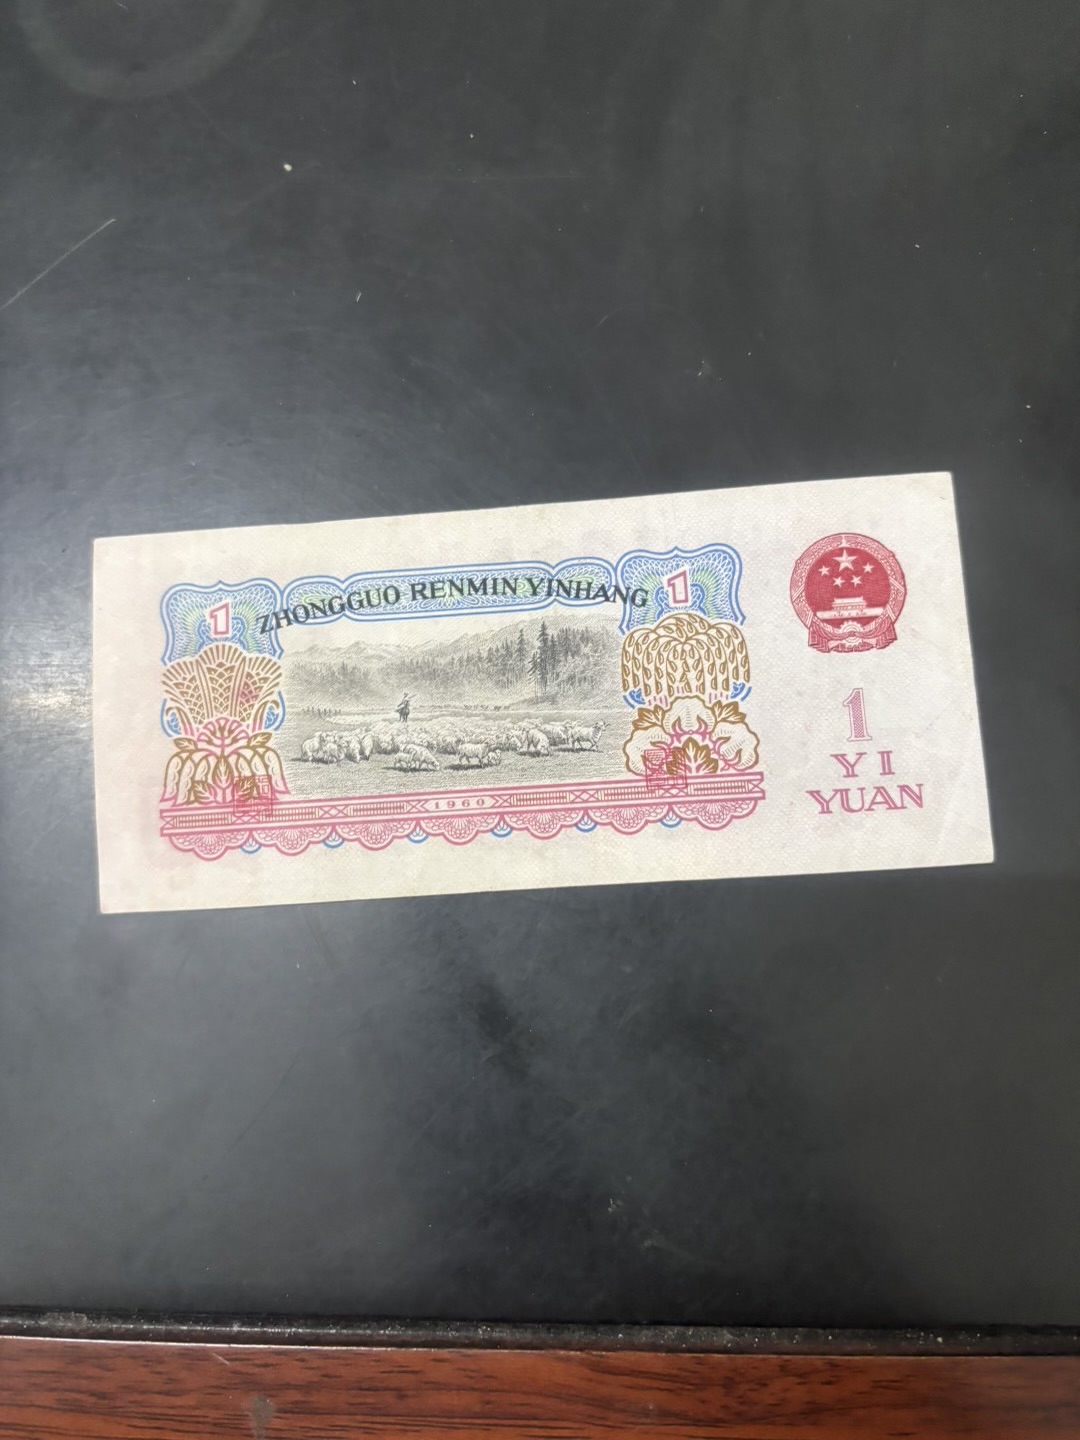 1
ZHONGGUO RENMIN YINHANG
1
1960
1
YI
YUAN